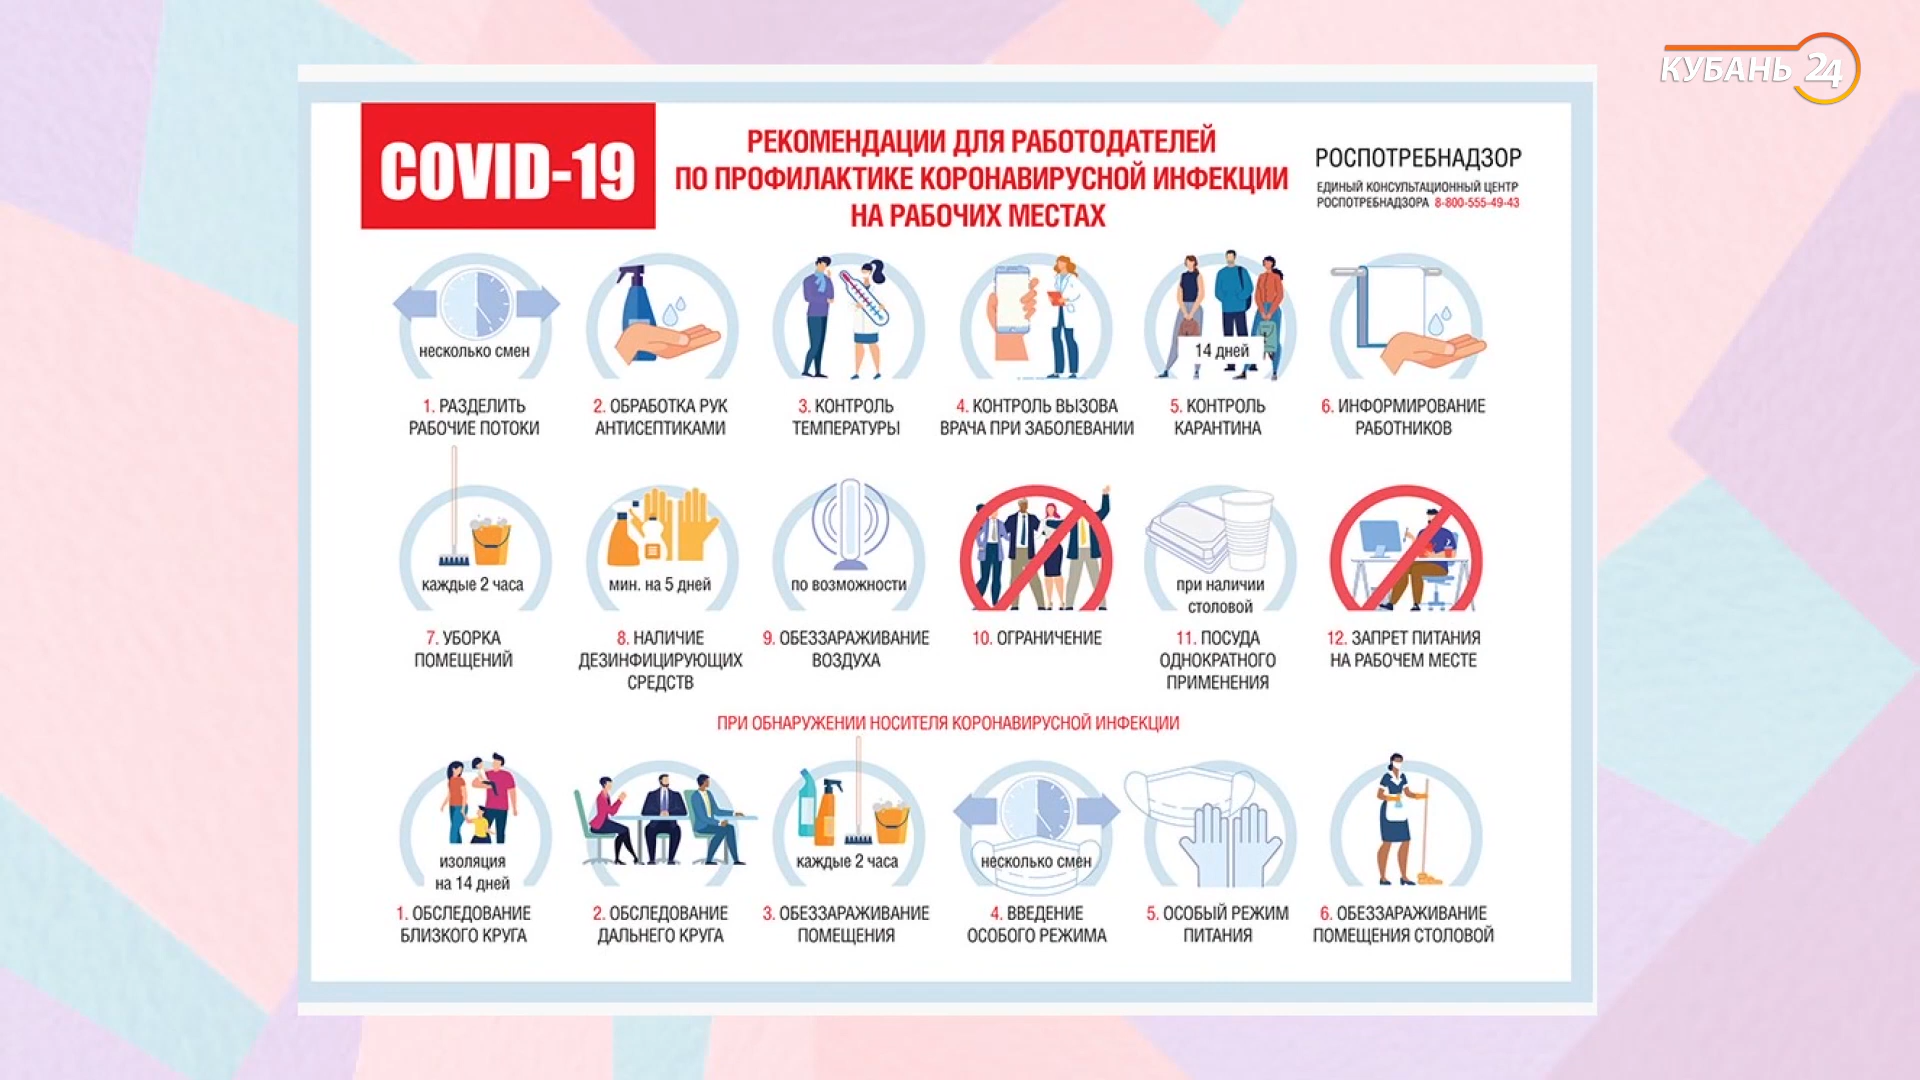 КУБАНЬ 24
COVID-19
РЕКОМЕНДАЦИИ ДЛЯ РАБОТОДАТЕЛЕЙ
ПО ПРОФИЛАКТИКЕ КОРОНАВИРУСНОЙ ИНФЕКЦИИ
НА РАБОЧИХ МЕСТАХ
РОСПОТРЕБНАДЗОР
ЕДИНЫЙ КОНСУЛЬТАЦИОННЫЙ ЦЕНТР
РОСПОТРЕБНАДЗОРА 8-800-555-49-43
несколько смен
1. РАЗДЕЛИТЬ
РАБОЧИЕ ПОТОКИ
2. ОБРАБОТКА РУК
АНТИСЕПТИКАМИ
3. КОНТРОЛЬ
ТЕМПЕРАТУРЫ
4. КОНТРОЛЬ ВЫЗОВА
ВРАЧА ПРИ ЗАБОЛЕВАНИИ
14 дней
5. КОНТРОЛЬ
КАРАНТИНА
6. ИНФОРМИРОВАНИЕ
РАБОТНИКОВ
каждые 2 часа
7. УБОРКА
ПОМЕЩЕНИЙ
мин. на 5 дней
8. НАЛИЧИЕ
ДЕЗИНФИЦИРУЮЩИХ
СРЕДСТВ
по возможности
9. ОБЕЗЗАРАЖИВАНИЕ
ВОЗДУХА
10. ОГРАНИЧЕНИЕ
при наличии
столовой
11. ПОСУДА
ОДНОКРАТНОГО
ПРИМЕНЕНИЯ
12. ЗАПРЕТ ПИТАНИЯ
НА РАБОЧЕМ МЕСТЕ
ПРИ ОБНАРУЖЕНИИ НОСИТЕЛЯ КОРОНАВИРУСНОЙ ИНФЕКЦИИ
изоляция
на 14 дней
1. ОБСЛЕДОВАНИЕ
БЛИЗКОГО КРУГА
2. ОБСЛЕДОВАНИЕ
ДАЛЬНЕГО КРУГА
каждые 2 часа
3. ОБЕЗЗАРАЖИВАНИЕ
ПОМЕЩЕНИЯ
несколько смен
4. ВВЕДЕНИЕ
ОСОБОГО РЕЖИМА
5. ОСОБЫЙ РЕЖИМ
ПИТАНИЯ
6. ОБЕЗЗАРАЖИВАНИЕ
ПОМЕЩЕНИЯ СТОЛОВОЙ